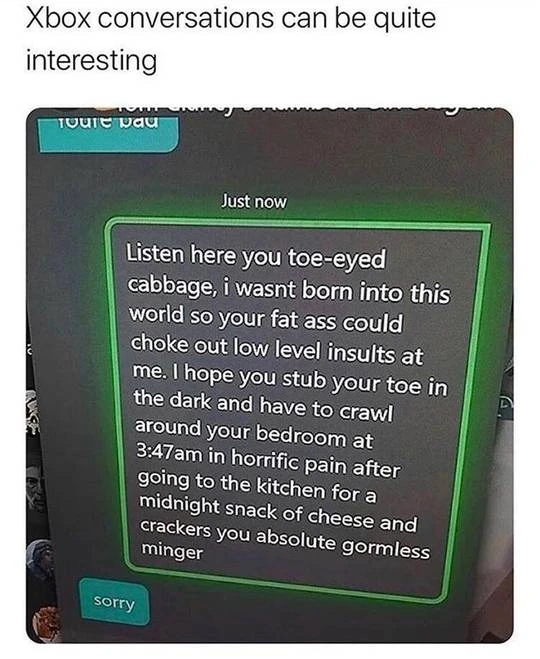 Xbox conversations can be quite
interesting
Just now
Listen here you toe-eyed
cabbage, i wasnt born into this
world so your fat ass could
choke out low level insults at
me. I hope you stub your toe in
the dark and have to crawl
around your bedroom at
3:47am in horrific pain after
going to the kitchen for a
midnight snack of cheese and
crackers you absolute gormless
minger
sorry